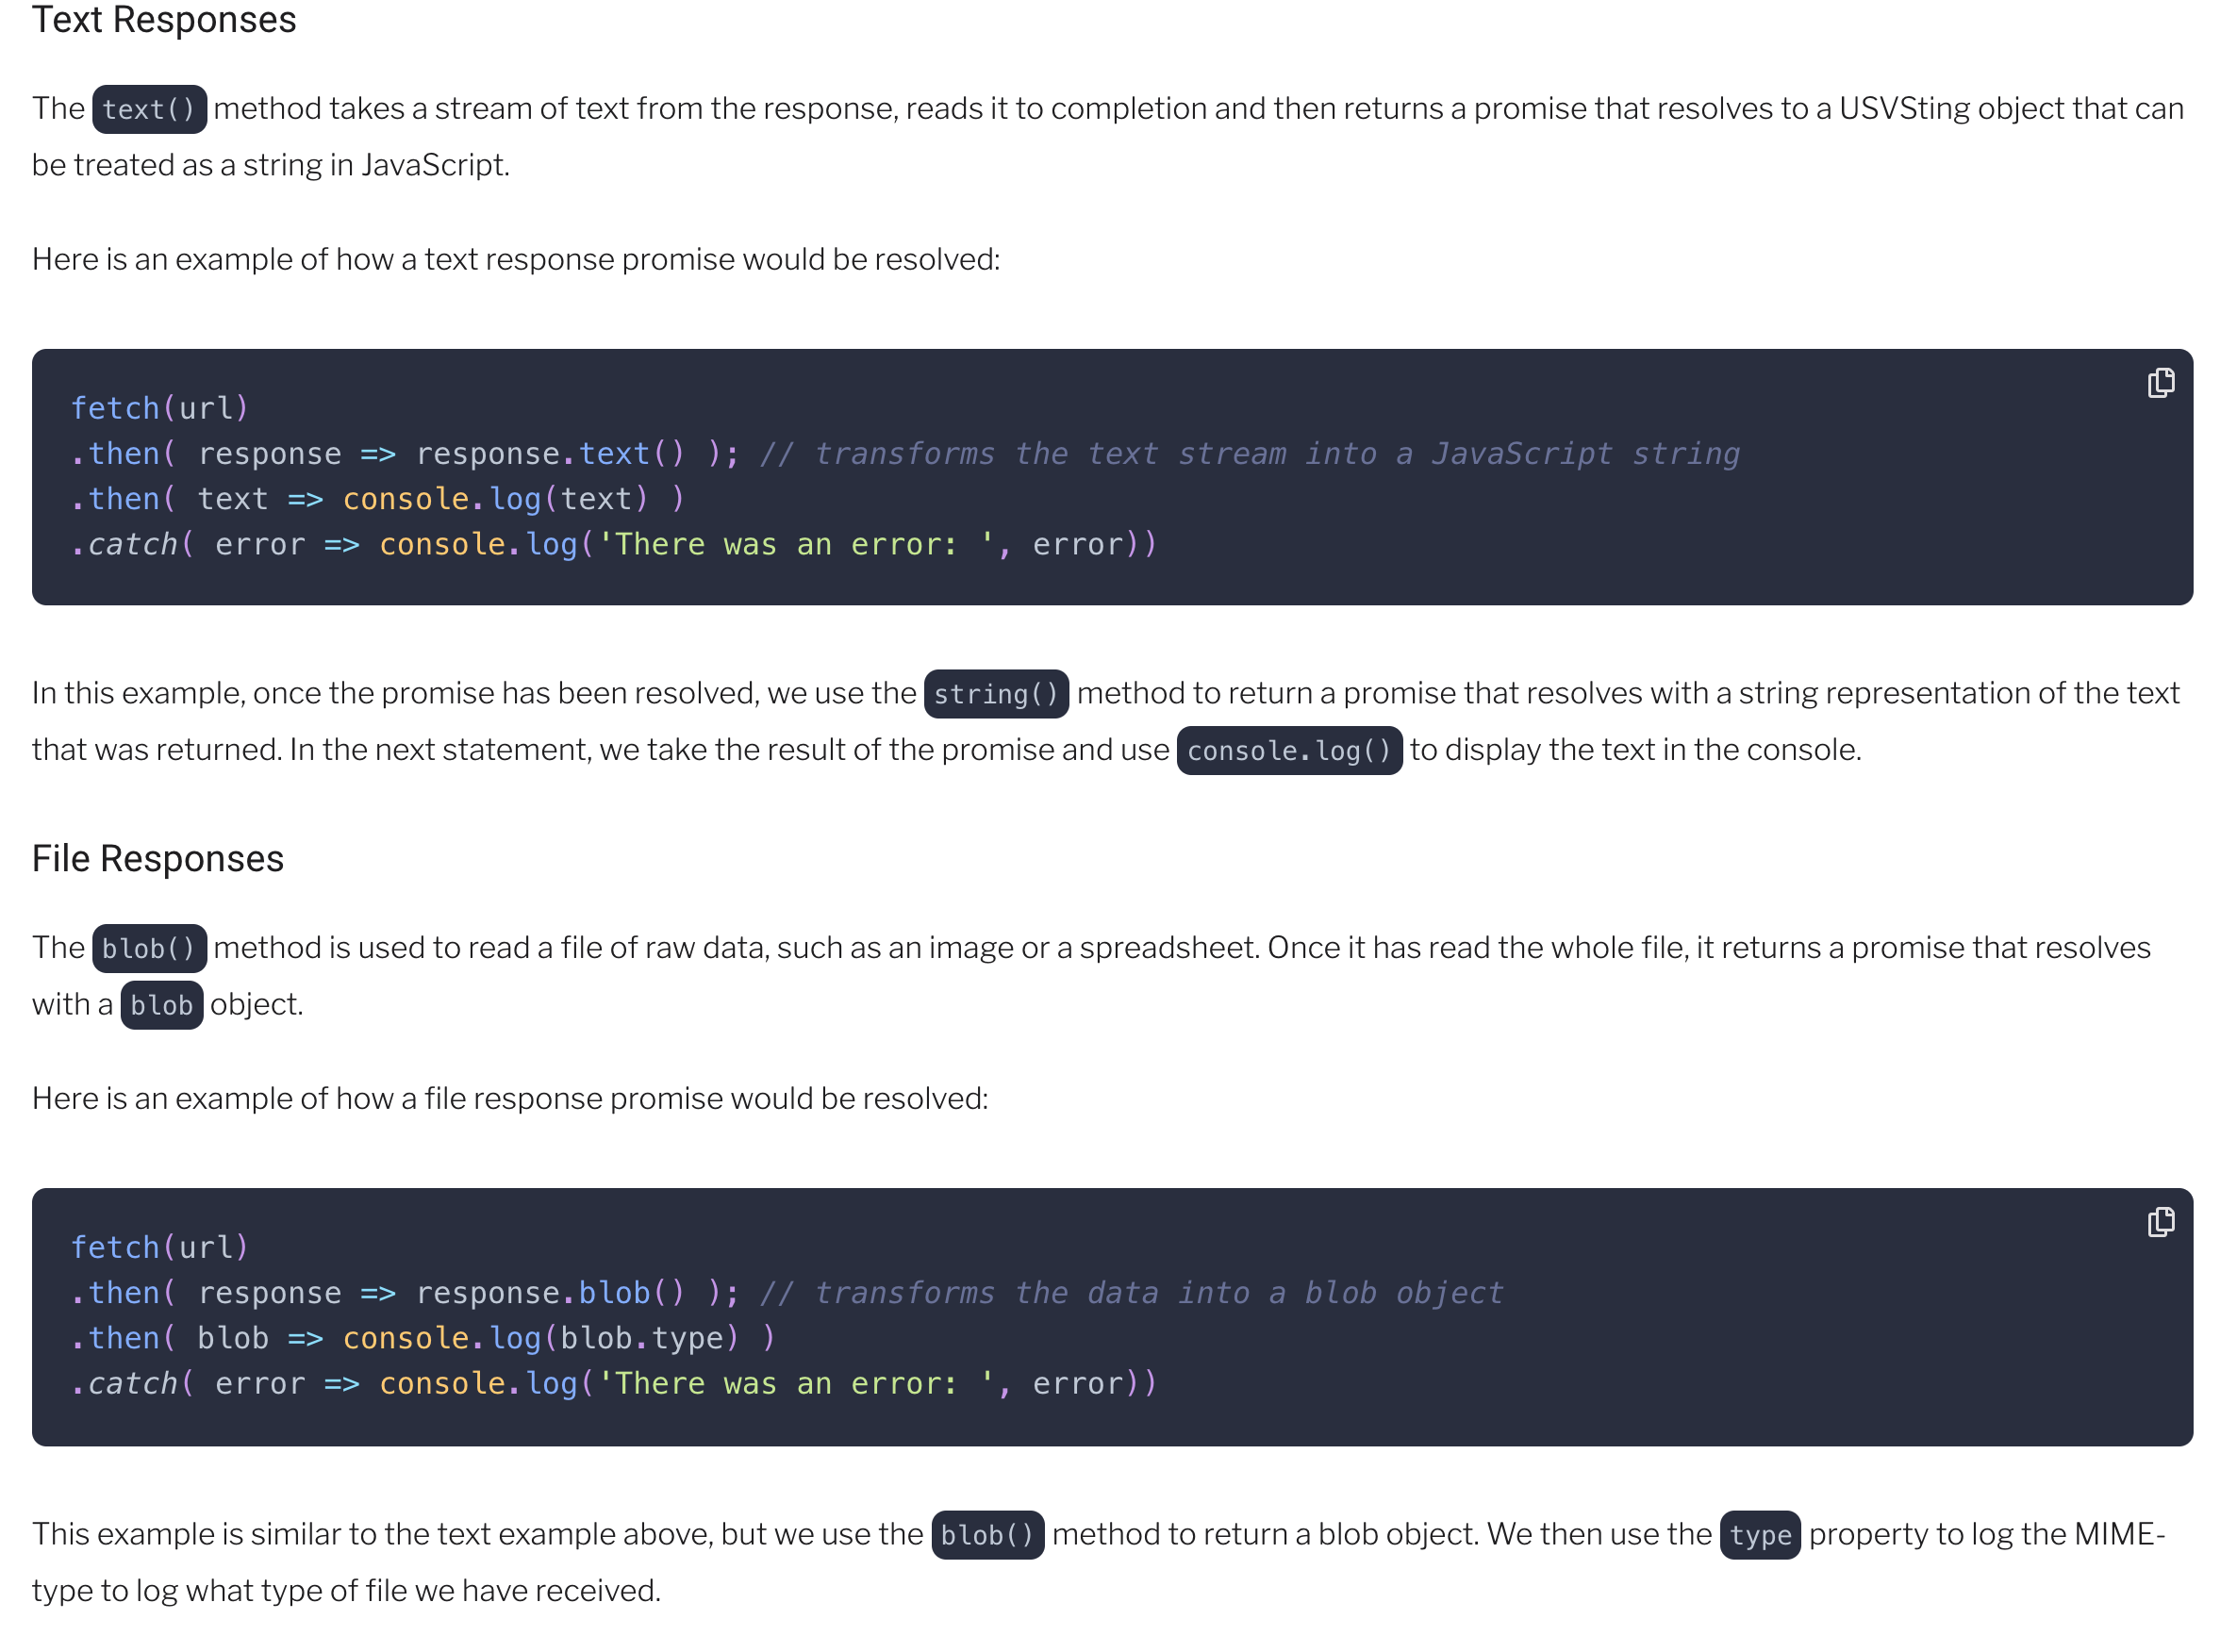 Text Responses
The text() method takes a stream of text from the response, reads it to completion and then returns a promise that resolves to a USVSting object that can
be treated as a string in JavaScript.
Here is an example of how a text response promise would be resolved:
fetch(url)
.then( response => response.text() ); // transforms the text stream into a JavaScript string
.then( text => console.log(text) )
.catch( error => console.log('There was an error: ', error))
In this example, once the promise has been resolved, we use the string() method to return a promise that resolves with a string representation of the text
that was returned. In the next statement, we take the result of the promise and use console.log() to display the text in the console.
File Responses
The blob() method is used to read a file of raw data, such as an image or a spreadsheet. Once it has read the whole file, it returns a promise that resolves
with a blob object.
Here is an example of how a file response promise would be resolved:
fetch(url)
.then( response => response.blob() ); // transforms the data into a blob object
.then( blob => console.log(blob.type) )
.catch( error => console.log('There was an error: ', error))
This example is similar to the text example above, but we use the blob() method to return a blob object. We then use the type property to log the MIME-
type to log what type of file we have received.